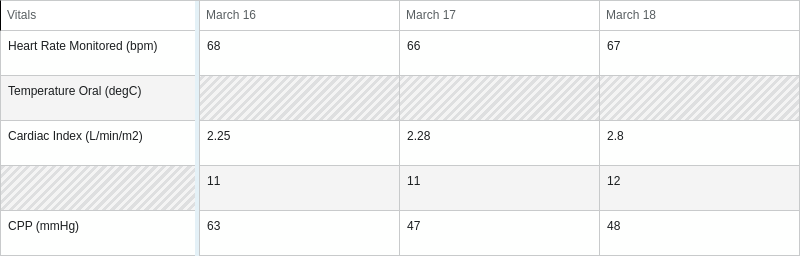 Vitals March 16 March 17 March 18
Heart Rate Monitored (bpm) 68 66 67
Temperature Oral (degC)
Cardiac Index (L/min/m2) 2.25 2.28 2.8
11 11 12
CPP (mmHg) 63 47 48